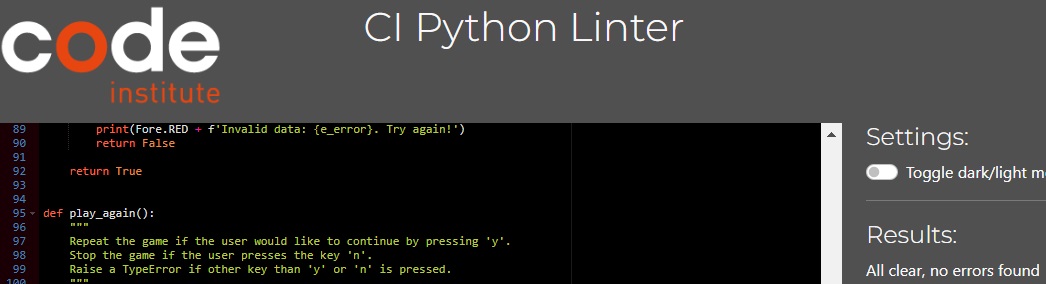 code
institute
CI Python Linter
89 print(Fore.RED + f'Invalid data: {e_error}. Try again!')
90 return False
91
92 return True
93
94
95 def play_again():
96 """
97 Repeat the game if the user would like to continue by pressing 'y'.
98 Stop the game if the user presses the key 'n'.
99 Raise a TypeError if other key than 'y' or 'n' is pressed.
100 """
Settings:
Toggle dark/light m
Results:
All clear, no errors found